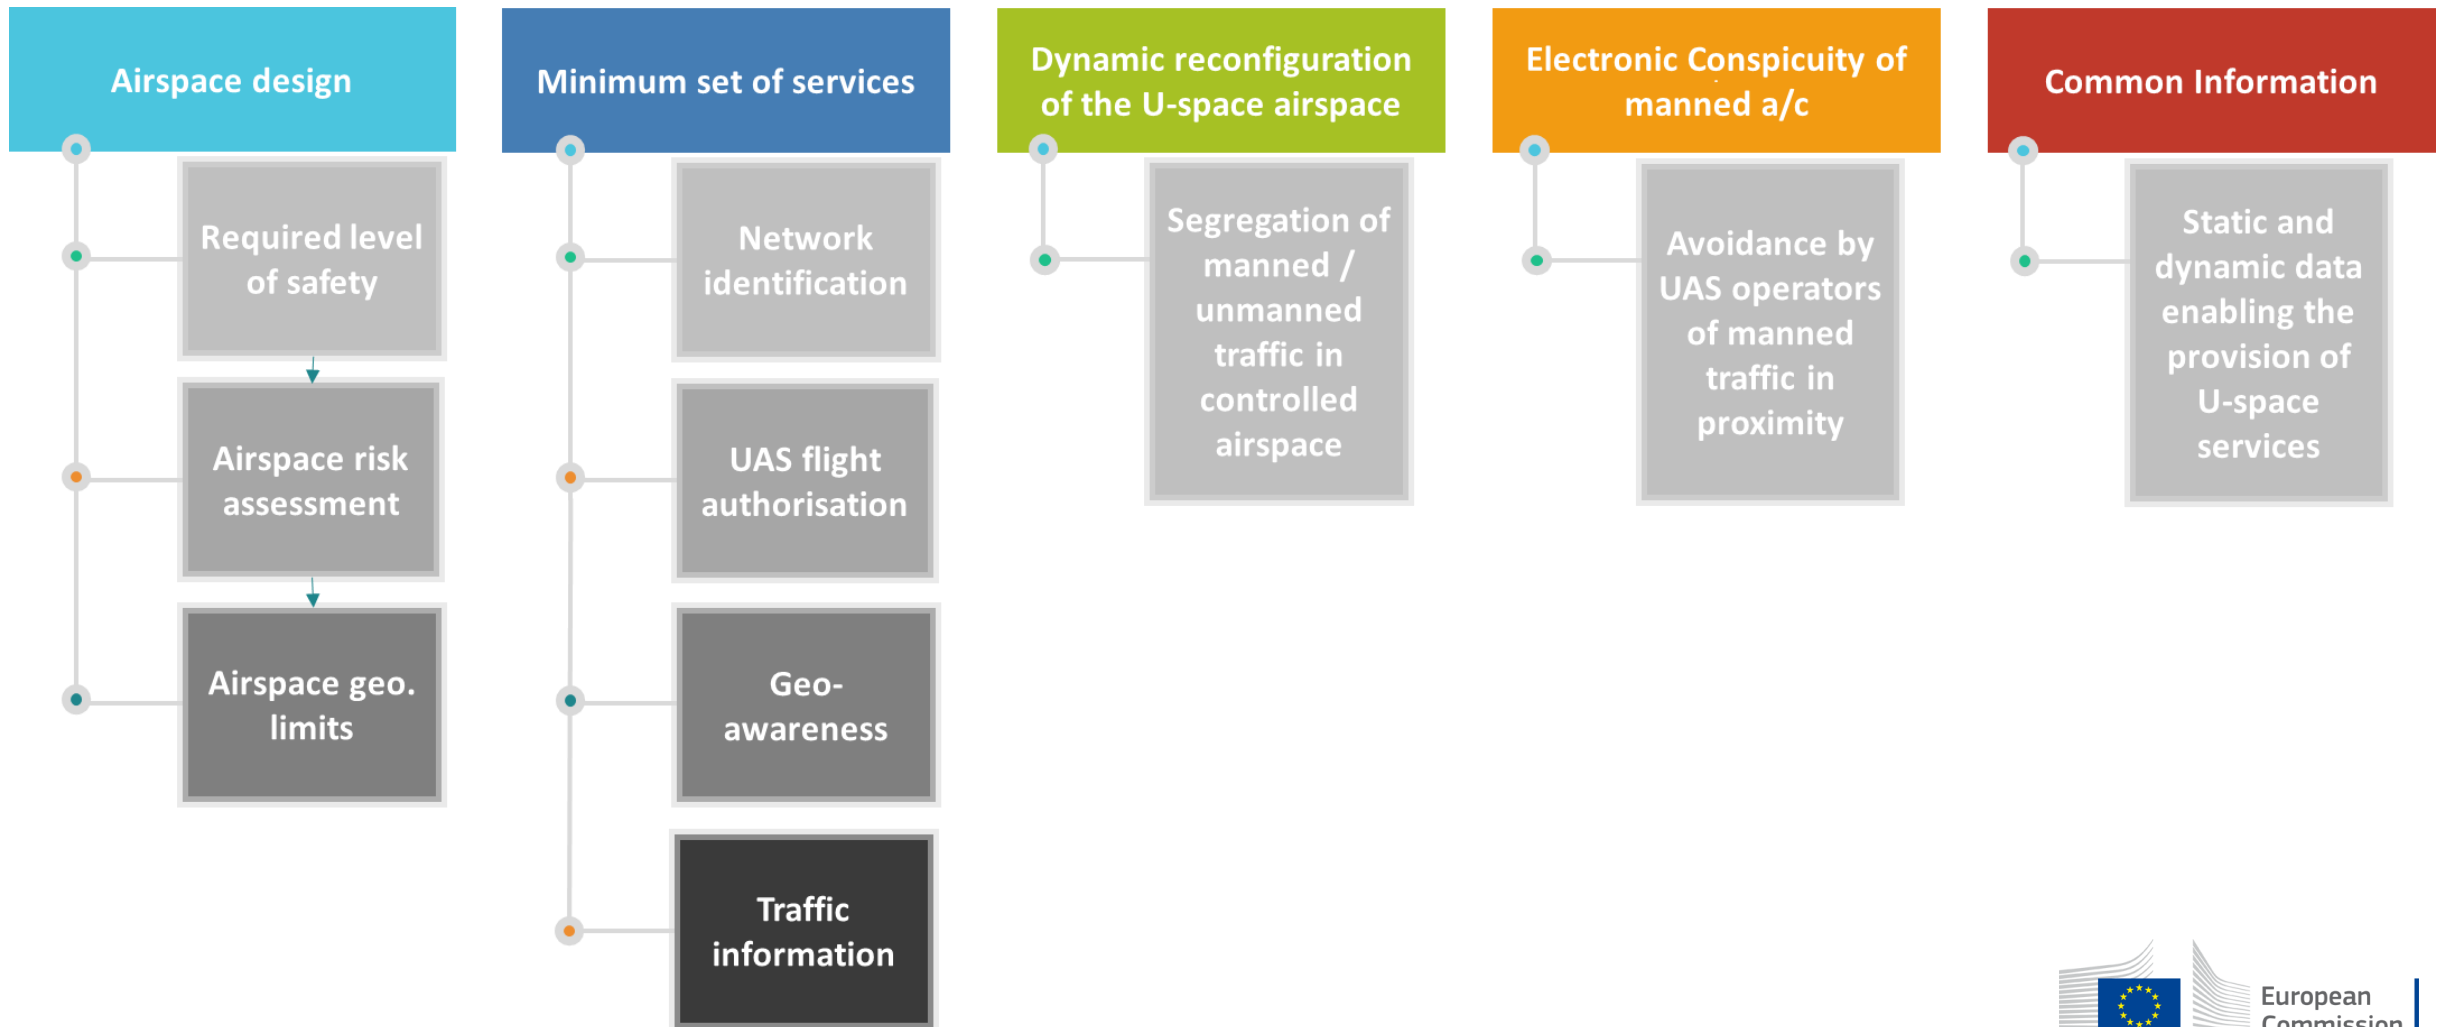 Airspace design
Required level
of safety
Airspace risk
assessment
Airspace geo.
limits
Minimum set of services
Network
identification
UAS flight
authorisation
Geo-
awareness
Traffic
information
Dynamic reconfiguration
of the U-space airspace
Segregation of
manned /
unmanned
traffic in
controlled
airspace
Electronic Conspicuity of
manned a/c
Avoidance by
UAS operators
of manned
traffic in
proximity
Common Information
Static and
dynamic data
enabling the
provision of
U-space
services
European
Commission